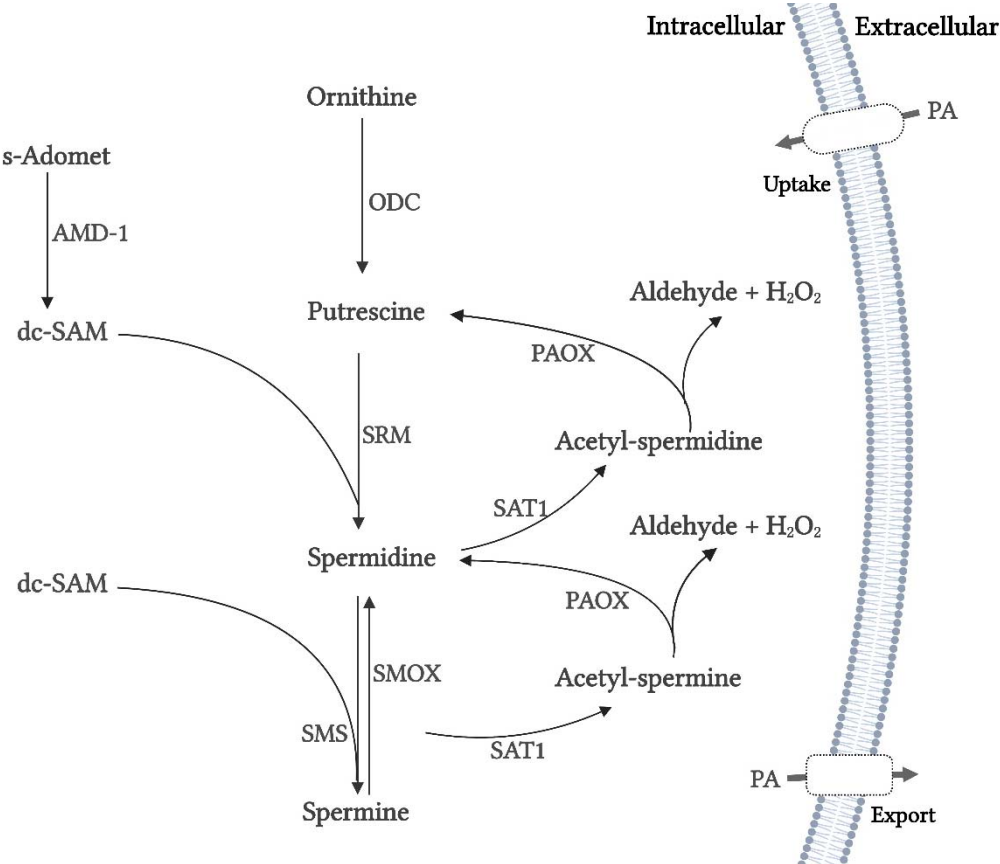 Intracellular
Extracellular
Ornithine
PA
s-Adomet
Uptake
ODC
AMD-1
Aldehyde + H₂O₂
Putrescine
dc-SAM
PAOX
SRM
Acetyl-spermidine
SAT1
Aldehyde + H₂O₂
Spermidine
dc-SAM
PAOX
SMOX
Acetyl-spermine
SMS
SAT1
PA
Spermine
Export